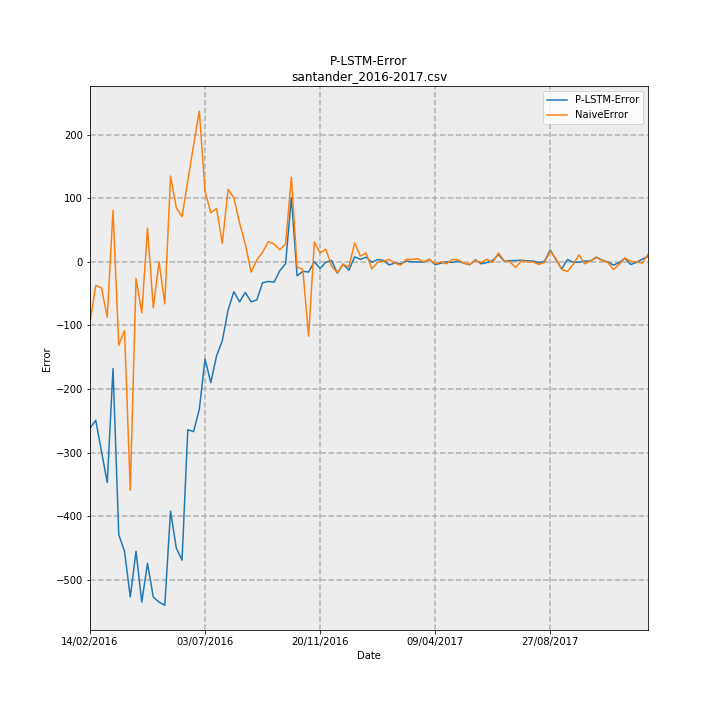 P-LSTM-Error
santander_2016-2017.csv
P-LSTM-Error
NaiveError
Error
200
100
0
−100
−200
−300
−400
−500
14/02/2016 03/07/2016 20/11/2016 09/04/2017 27/08/2017
Date